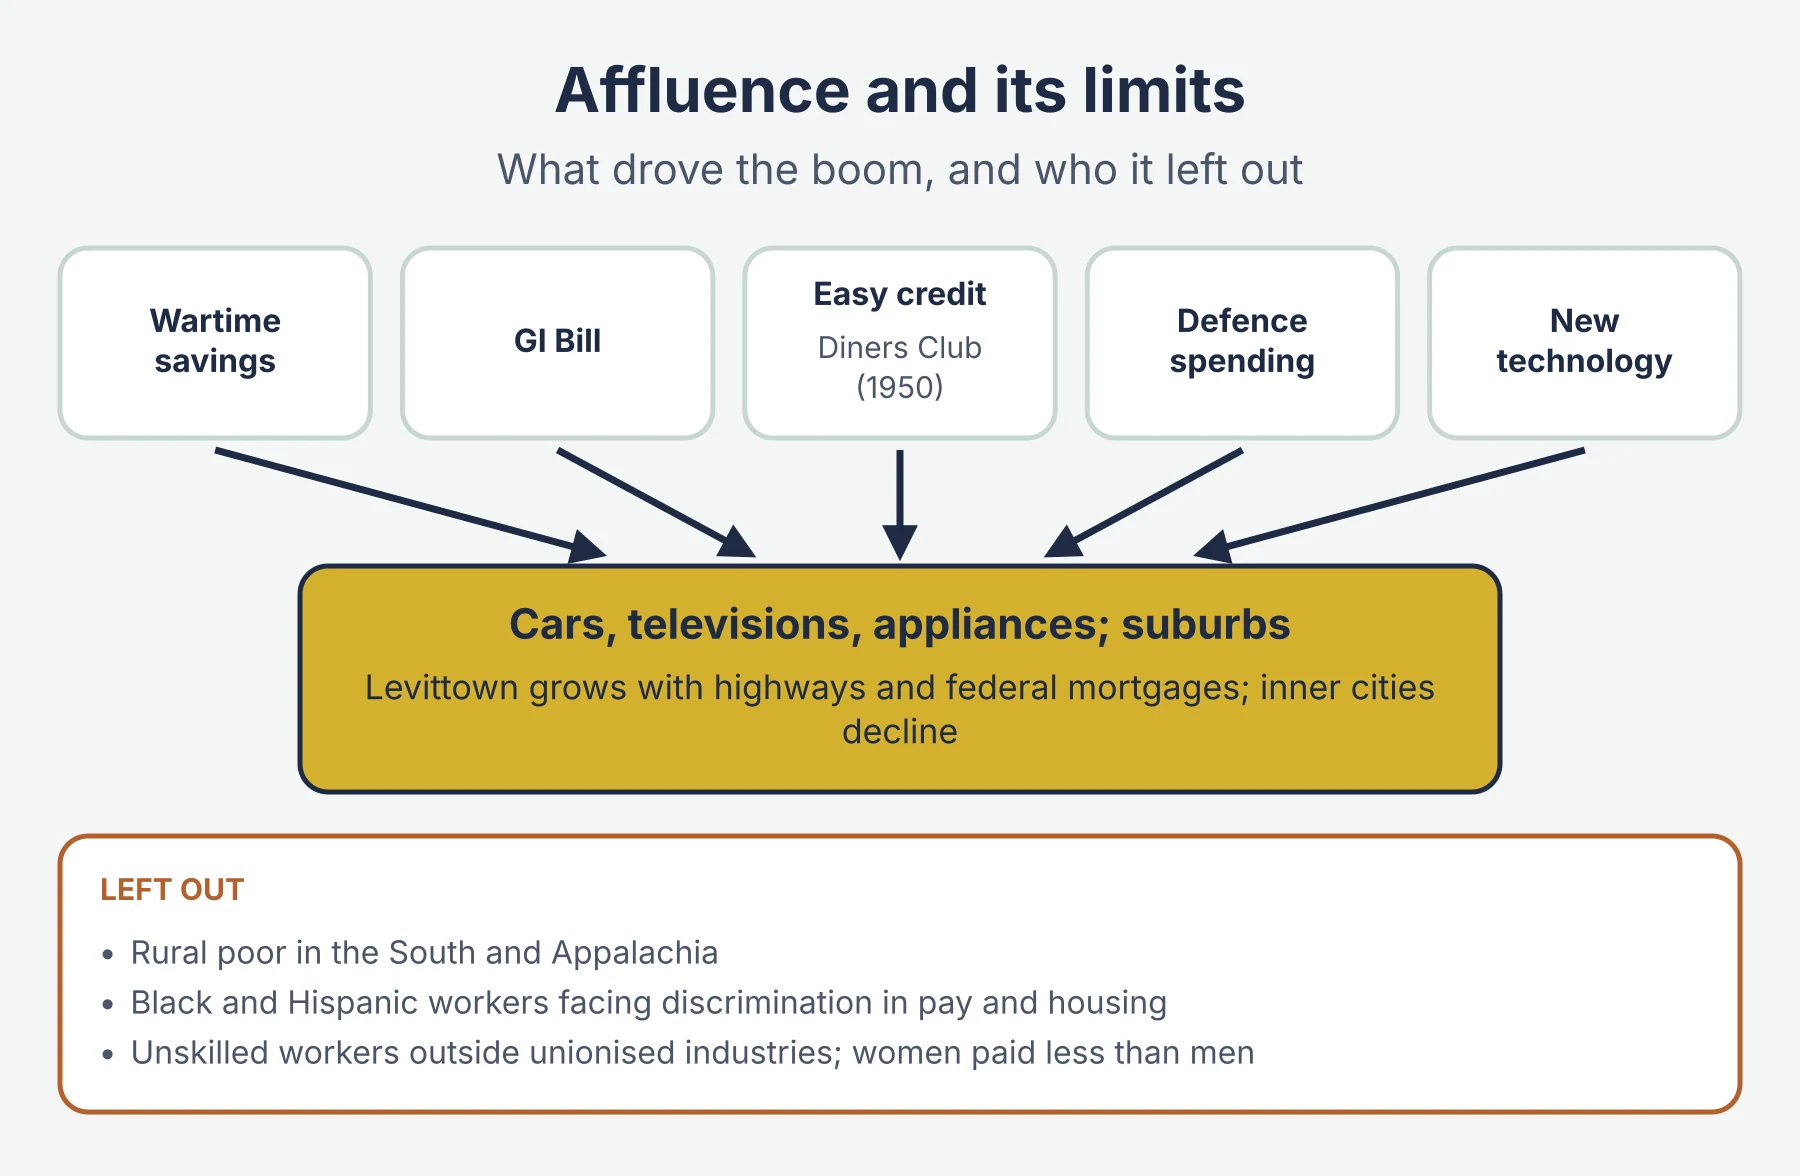 Affluence and its limits
What drove the boom, and who it left out
Wartime
savings
GI Bill
Easy credit
Diners Club
(1950)
Defence
spending
New
technology
Cars, televisions, appliances; suburbs
Levittown grows with highways and federal mortgages; inner cities
decline
LEFT OUT
• Rural poor in the South and Appalachia
• Black and Hispanic workers facing discrimination in pay and housing
• Unskilled workers outside unionised industries; women paid less than men